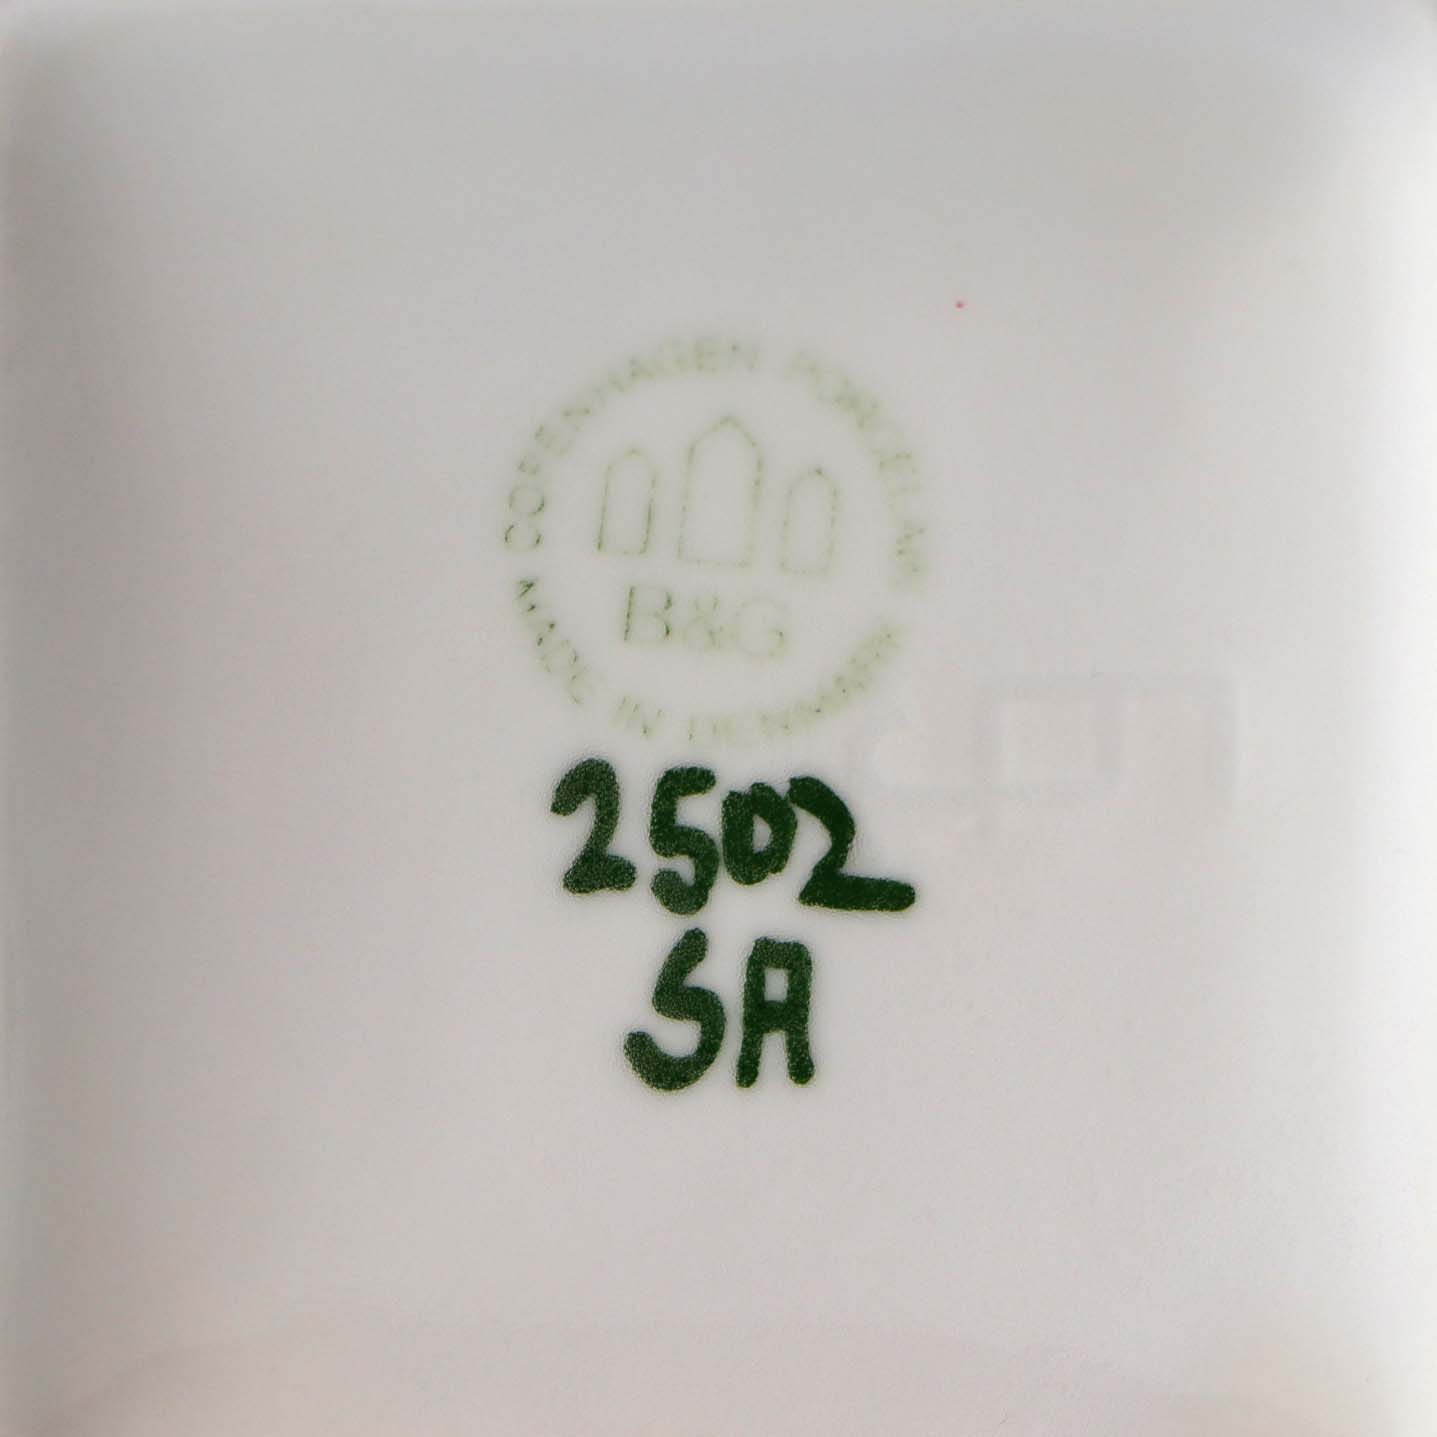 COPENHAGEN PORCELAIN
B&G
MADE IN DENMARK
2502
SA